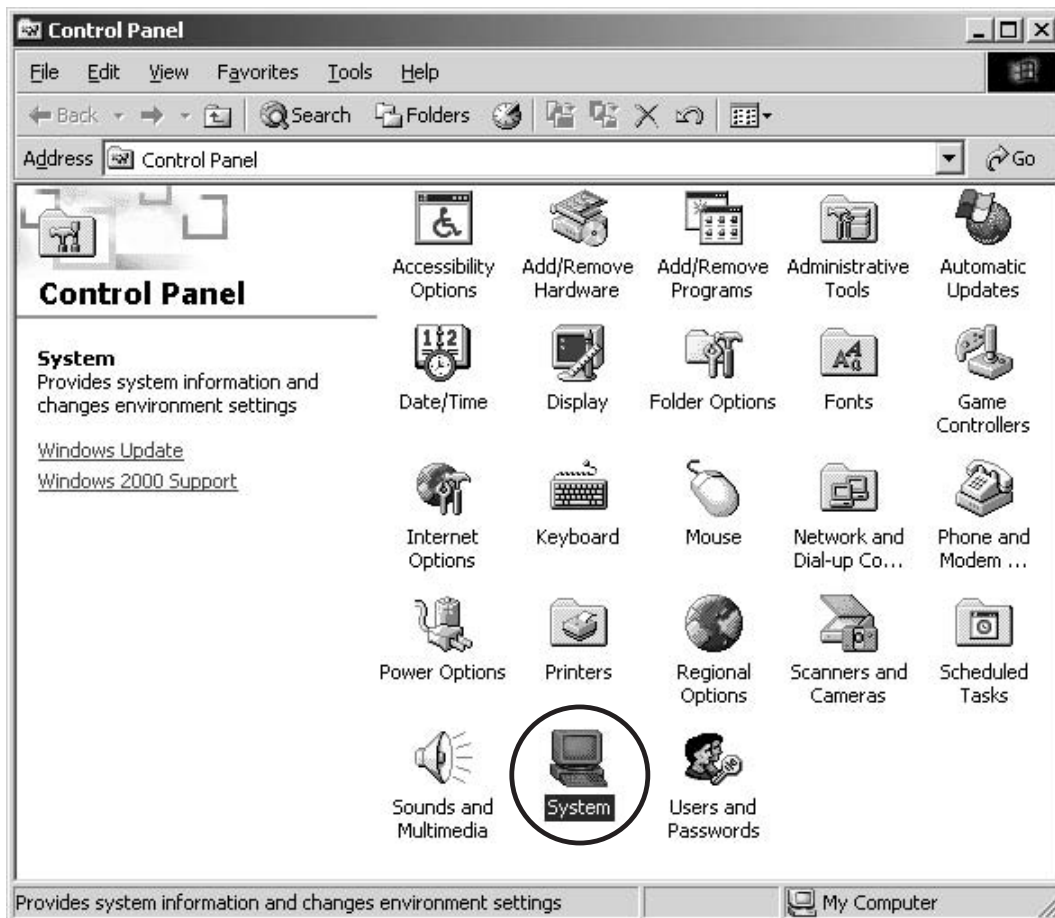 Control Panel
File Edit View Favorites Tools Help
Back Search Folders
Address Control Panel Go
Control Panel
System
Provides system information and
changes environment settings
Windows Update
Windows 2000 Support
Accessibility
Options
Add/Remove
Hardware
Add/Remove
Programs
Administrative
Tools
Automatic
Updates
Date/Time
Display
Folder Options
Fonts
Game
Controllers
Internet
Options
Keyboard
Mouse
Network and
Dial-up Co...
Phone and
Modem ...
Power Options
Printers
Regional
Options
Scanners and
Cameras
Scheduled
Tasks
Sounds and
Multimedia
System
Users and
Passwords
Provides system information and changes environment settings
My Computer